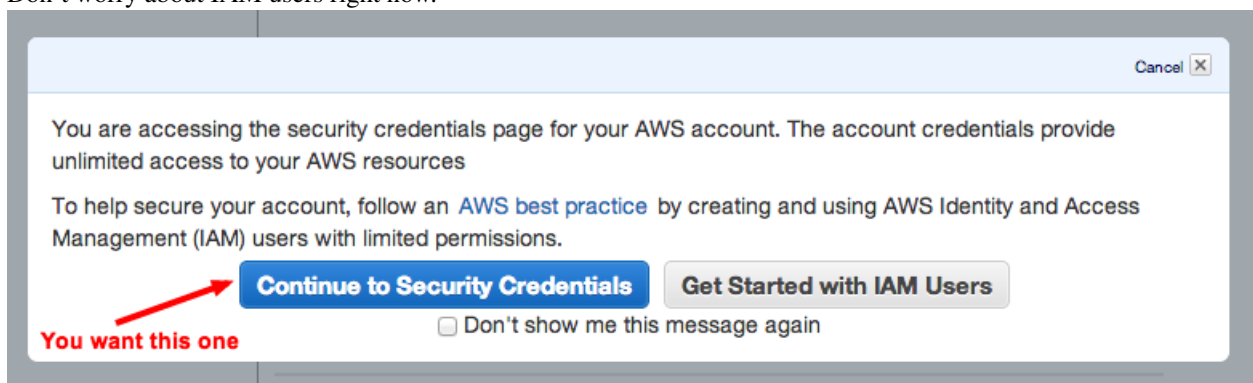 Don't worry about IAM users right now.
Cancel
You are accessing the security credentials page for your AWS account. The account credentials provide
unlimited access to your AWS resources
To help secure your account, follow an AWS best practice by creating and using AWS Identity and Access
Management (IAM) users with limited permissions.
Continue to Security Credentials Get Started with IAM Users
Don't show me this message again
You want this one